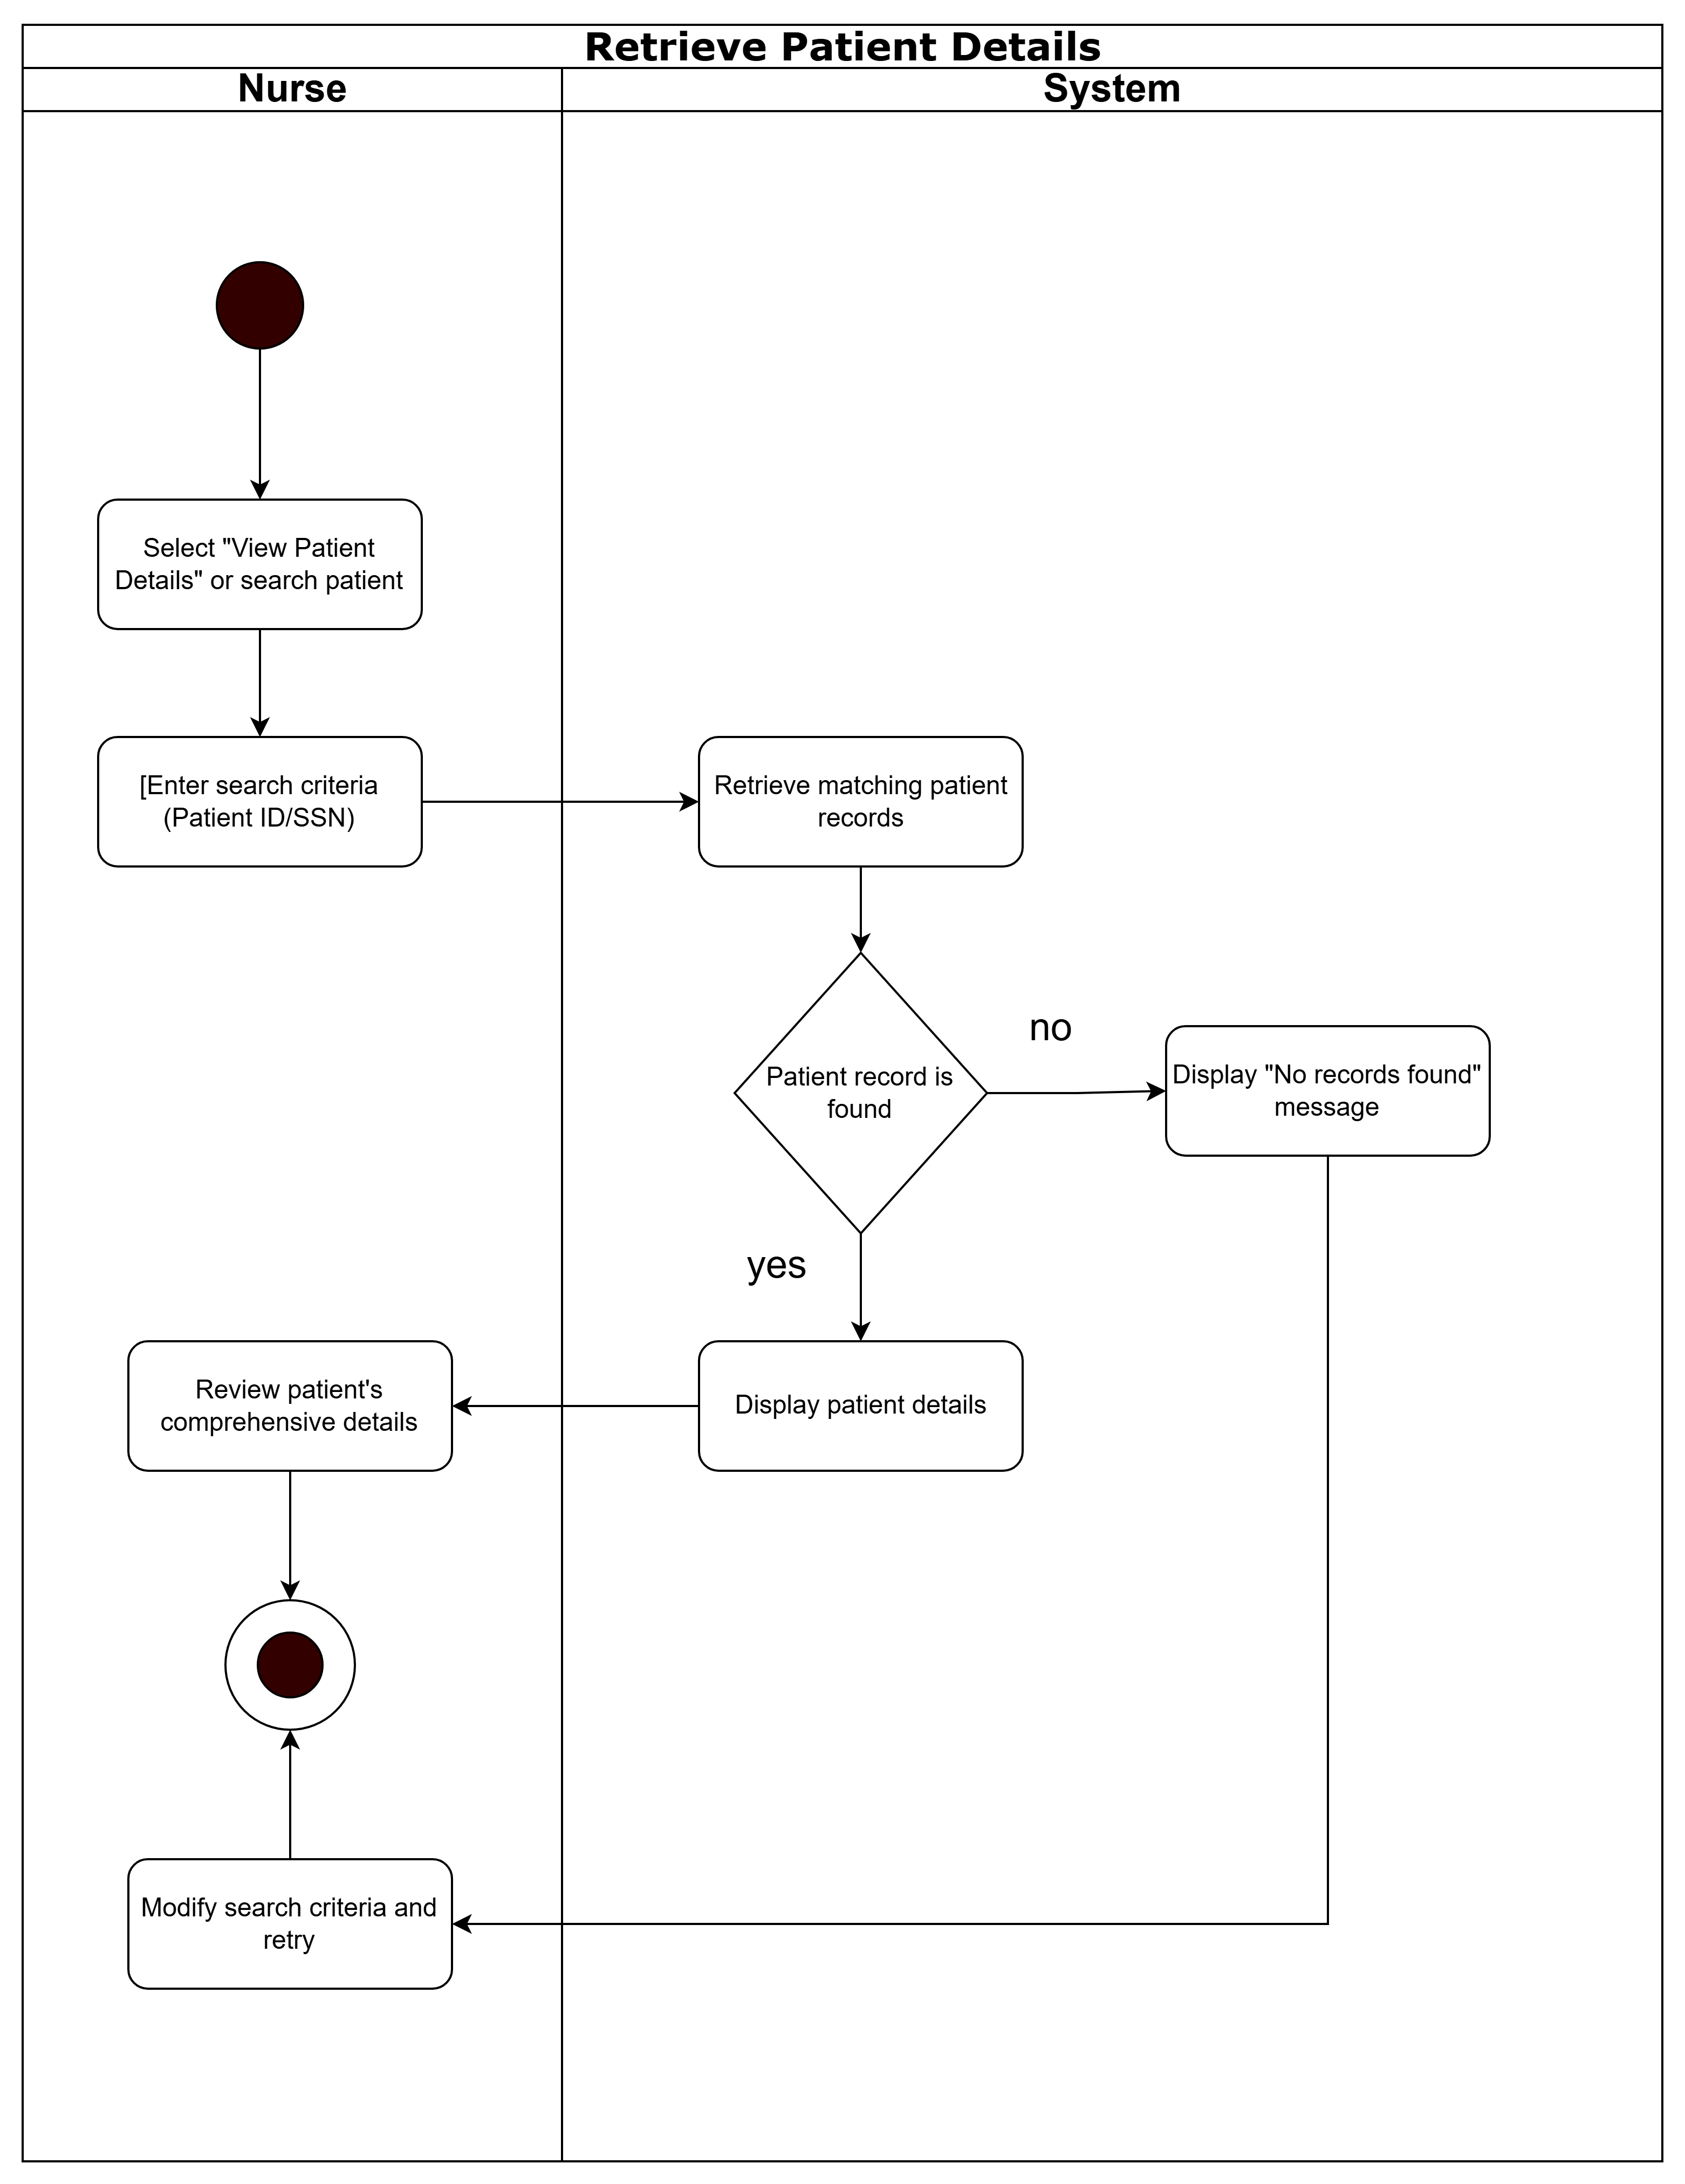 Retrieve Patient Details
Nurse
System
Select "View Patient
Details" or search patient
[Enter search criteria
(Patient ID/SSN)
Retrieve matching patient
records
Patient record is
found
no
Display "No records found"
message
yes
Review patient's
comprehensive details
Display patient details
Modify search criteria and
retry